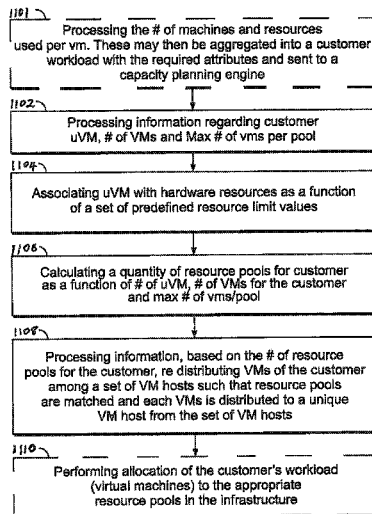 1101
Processing the # of machines and resources
used per vm. These may then be aggregated into a customer
workload with the required attributes and sent to a
capacity planning engine
1102
Processing information regarding customer
uVM, # of VMs and Max # of vms per pool
1104
Associating uVM with hardware resources as a function
of a set of predefined resource limit values
1106
Calculating a quantity of resource pools for customer
as a function of # of uVM, # of VMs for the customer
and max # of vms/pool
1108
Processing information, based on the # of resource
pools for the customer, re distributing VMs of the customer
among a set of VM hosts such that resource pools
are matched and each VMs is distributed to a unique
VM host from the set of VM hosts
1110
Performing allocation of the customer's workload
(virtual machines) to the appropriate
resource pools in the infrastructure